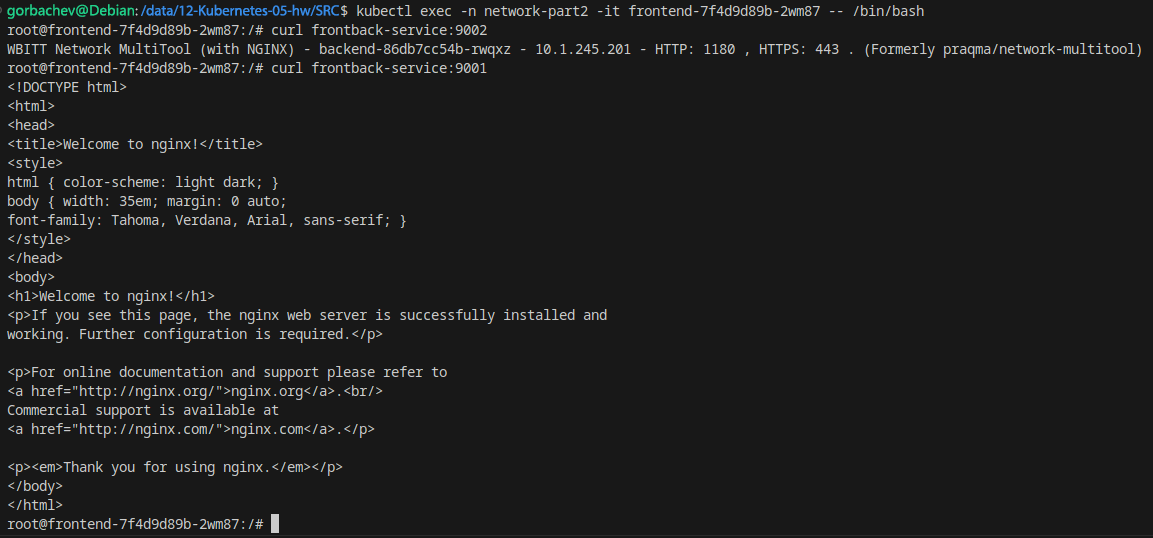 gorbachev@Debian:/data/12-Kubernetes-05-hw/SRC$ kubectl exec -n network-part2 -it frontend-7f4d9d89b-2wm87 -- /bin/bash
root@frontend-7f4d9d89b-2wm87:/# curl frontback-service:9002
WBITT Network MultiTool (with NGINX) - backend-86db7cc54b-rwqxz - 10.1.245.201 - HTTP: 1180 , HTTPS: 443 . (Formerly praqma/network-multitool)
root@frontend-7f4d9d89b-2wm87:/# curl frontback-service:9001
<!DOCTYPE html>
<html>
<head>
<title>Welcome to nginx!</title>
<style>
html { color-scheme: light dark; }
body { width: 35em; margin: 0 auto;
font-family: Tahoma, Verdana, Arial, sans-serif; }
</style>
</head>
<body>
<h1>Welcome to nginx!</h1>
<p>If you see this page, the nginx web server is successfully installed and
working. Further configuration is required.</p>

<p>For online documentation and support please refer to
<a href="http://nginx.org/">nginx.org</a>.<br/>
Commercial support is available at
<a href="http://nginx.com/">nginx.com</a>.</p>

<p><em>Thank you for using nginx.</em></p>
</body>
</html>
root@frontend-7f4d9d89b-2wm87:/#